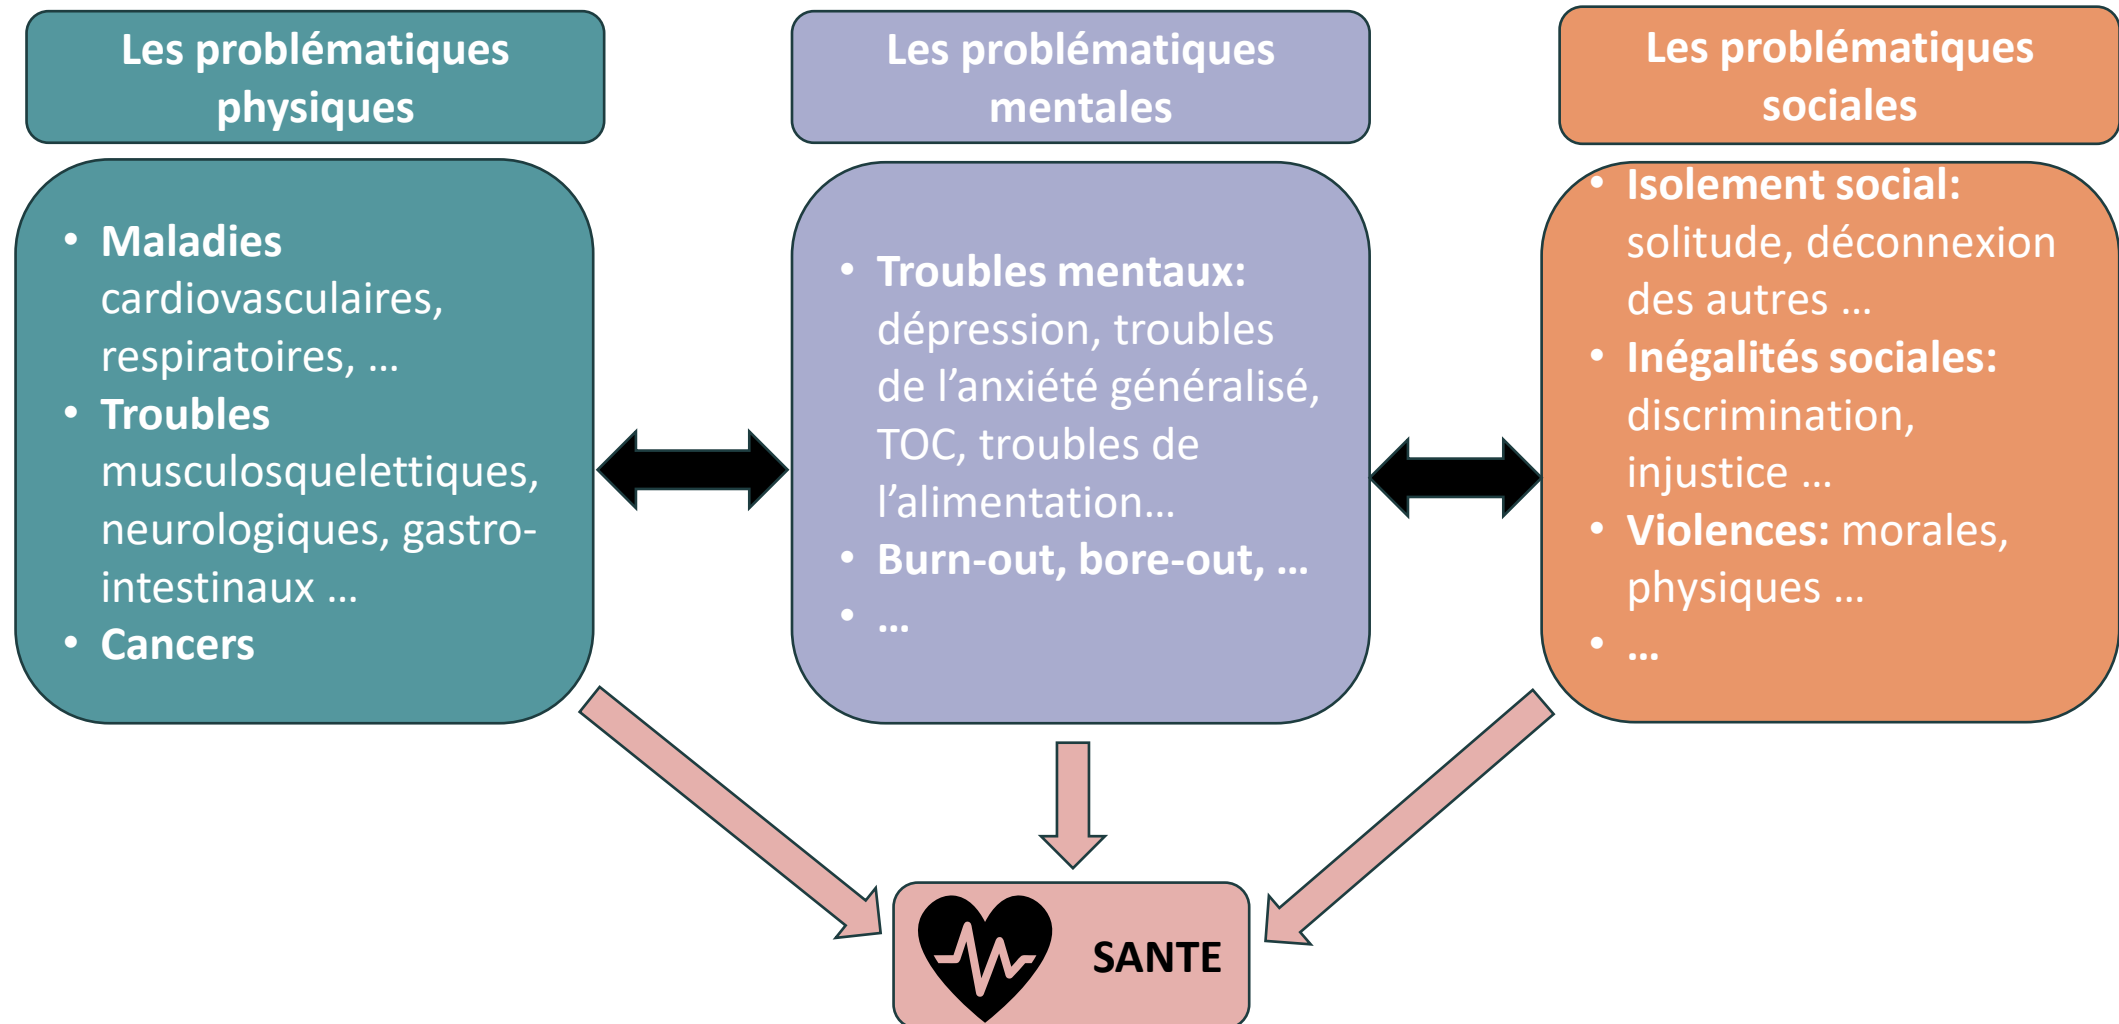 Les problématiques
physiques
• Maladies
cardiovasculaires,
respiratoires, …
• Troubles
musculosquelettiques,
neurologiques, gastro-
intestinaux …
• Cancers
Les problématiques
mentales
• Troubles mentaux:
dépression, troubles
de l’anxiété généralisé,
TOC, troubles de
l’alimentation…
• Burn-out, bore-out, …
• …
Les problématiques
sociales
• Isolement social:
solitude, déconnexion
des autres …
• Inégalités sociales:
discrimination,
injustice …
• Violences: morales,
physiques …
• …
SANTE